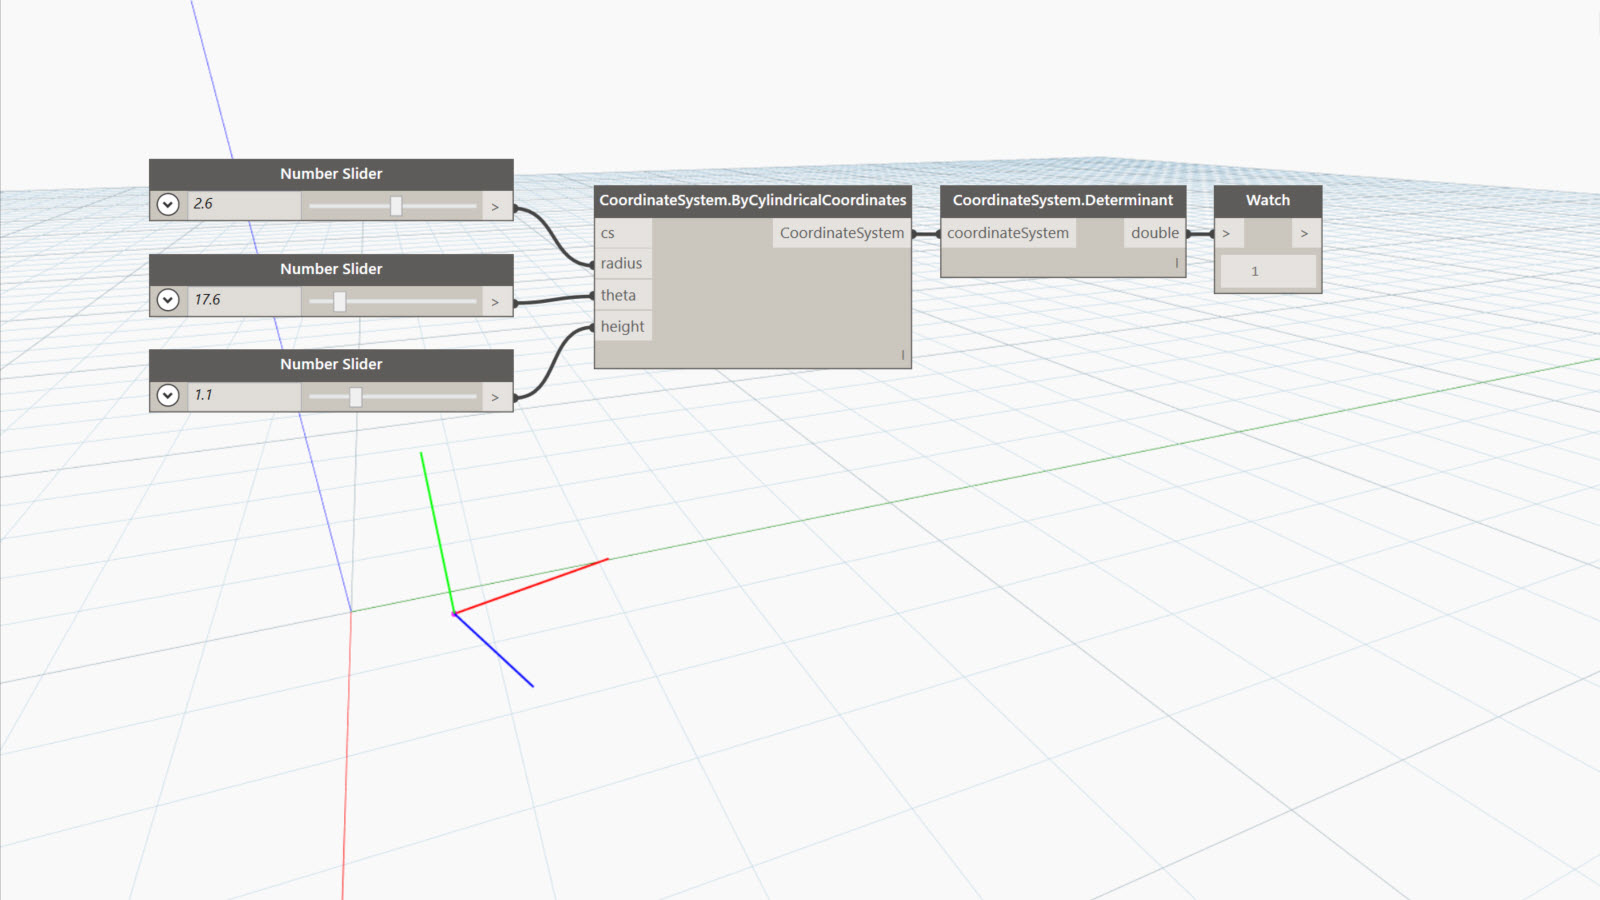 Number Slider
2.6 >
Number Slider
17.6 >
Number Slider
1.1 >
CoordinateSystem.ByCylindricalCoordinates
cs CoordinateSystem
radius
theta
height
CoordinateSystem.Determinant
coordinateSystem double
Watch
> >
1